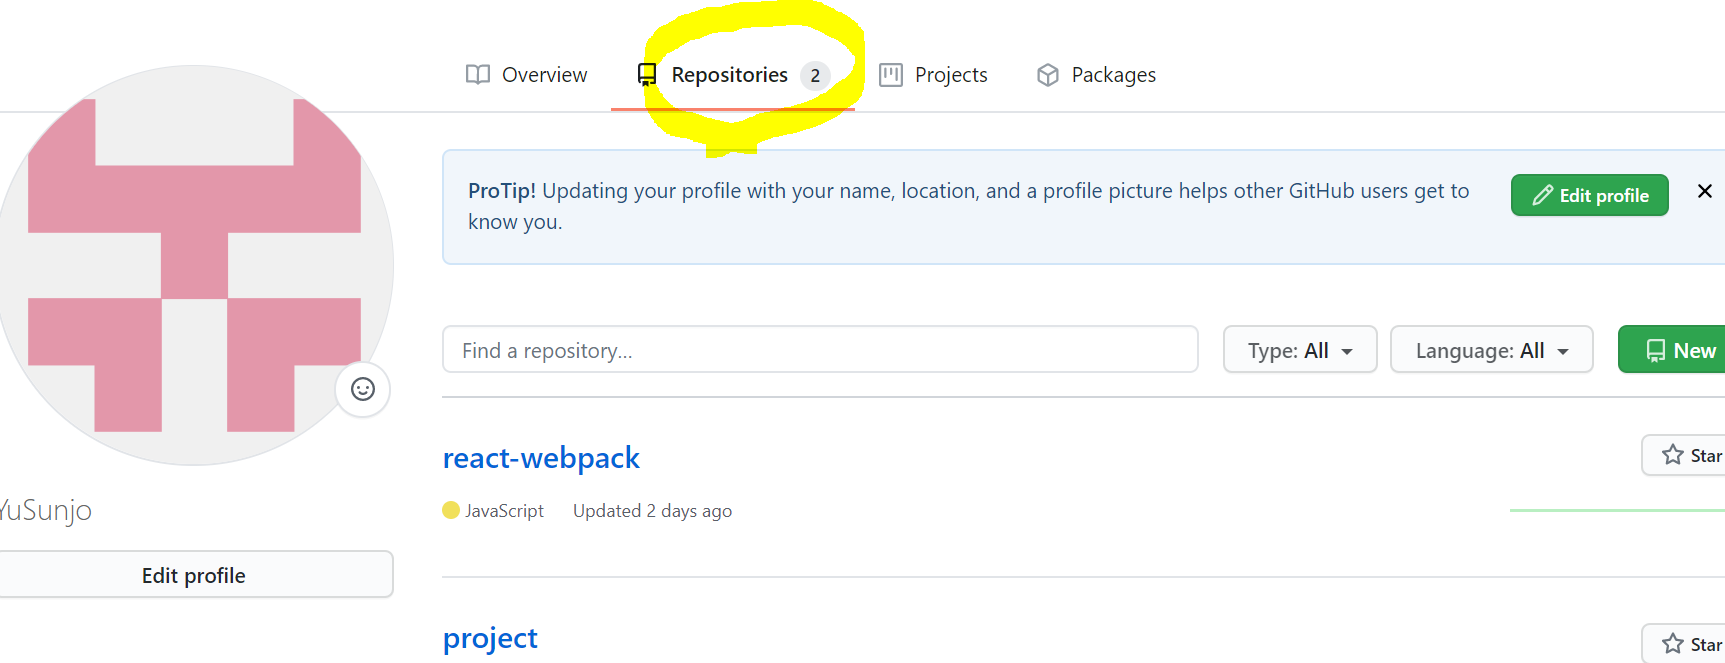 Overview Repositories 2 Projects Packages
ProTip! Updating your profile with your name, location, and a profile picture helps other GitHub users get to
know you.
Edit profile
Find a repository...
Type: All
Language: All
New
react-webpack
Star
JavaScript Updated 2 days ago
YuSunjo
Edit profile
project
Star